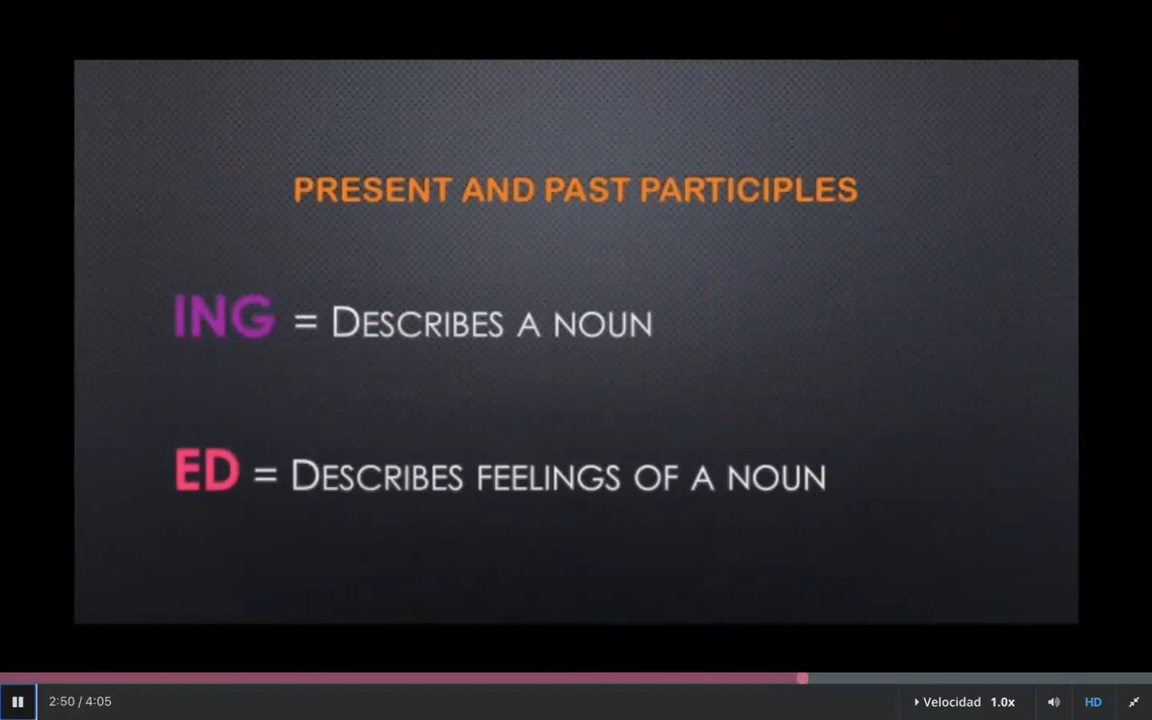 PRESENT AND PAST PARTICIPLES
ING = DESCRIBES A NOUN
ED = DESCRIBES FEELINGS OF A NOUN
2:50 / 4:05 Velocidad 1.0x HD